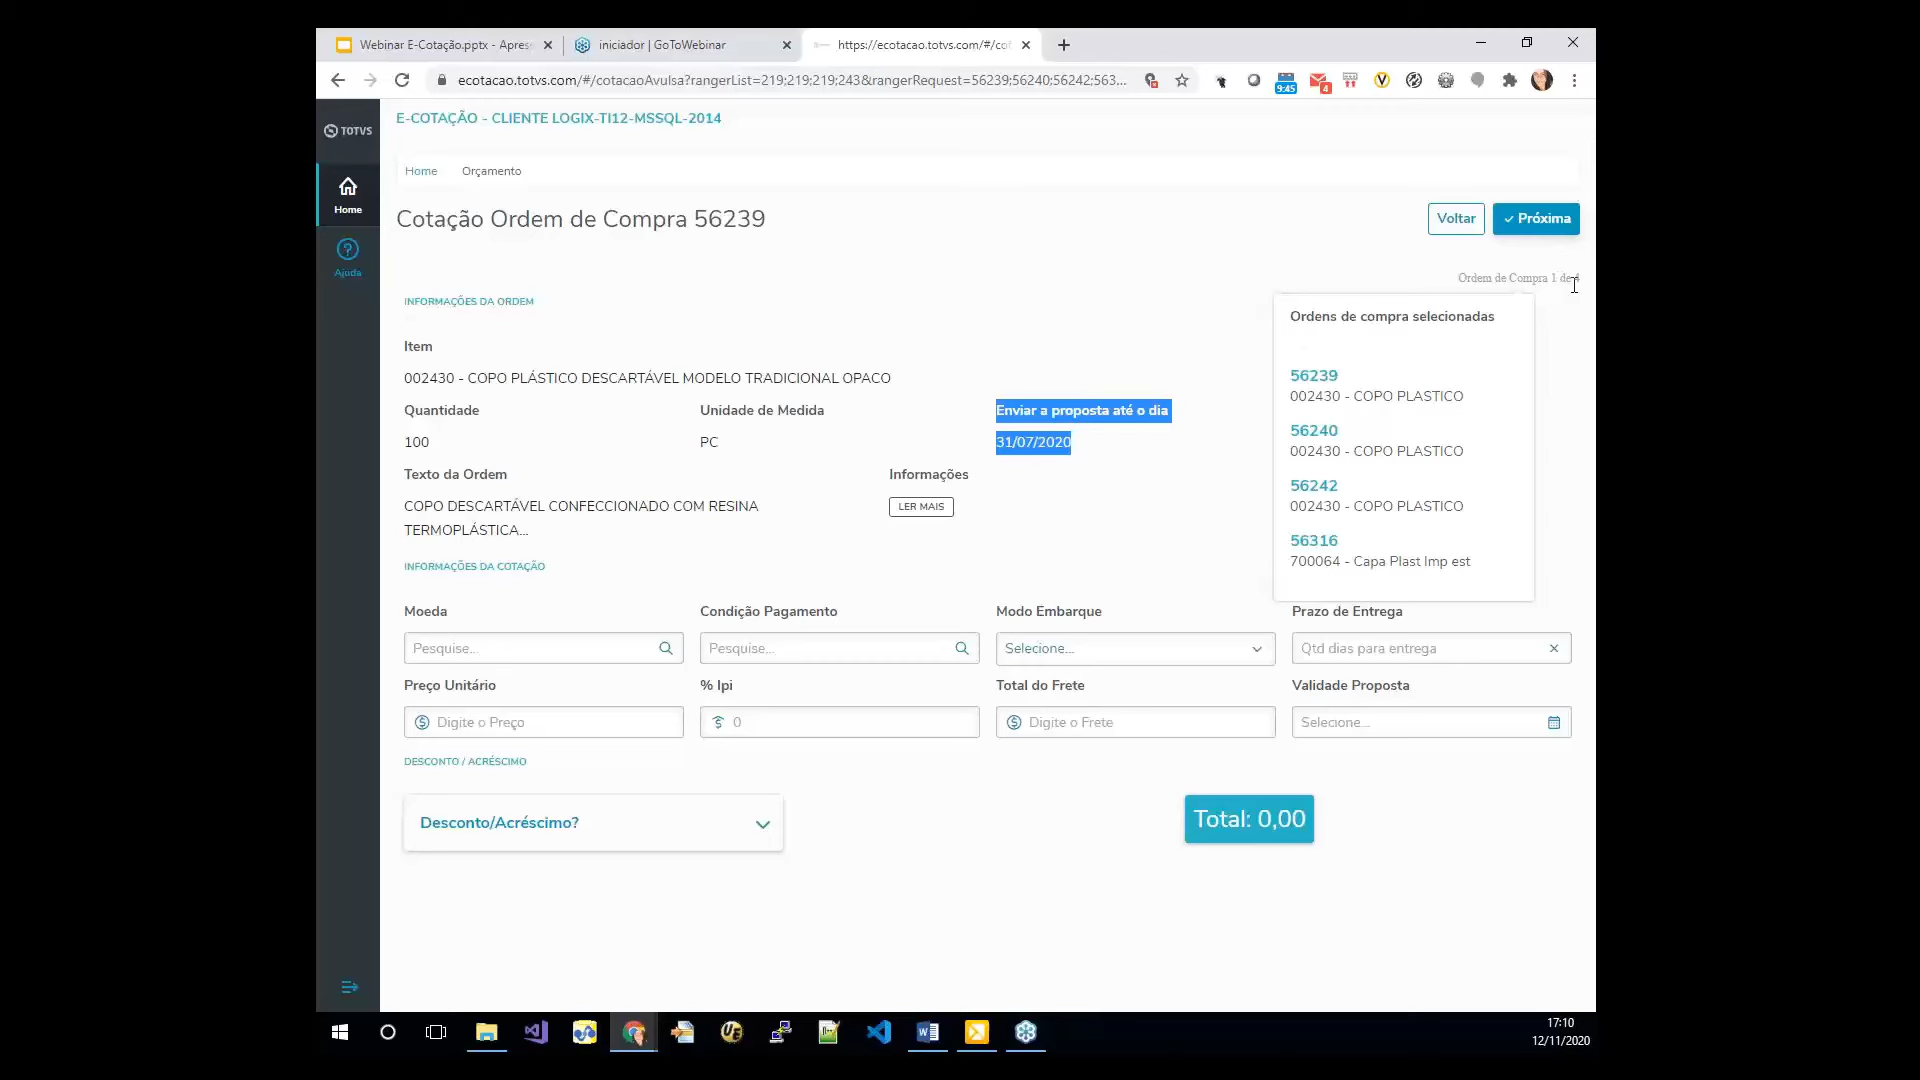 Webinar E-Cotação.pptx - Apres
iniciador | GoToWebinar
https://ecotacao.totvs.com/#/co
ecotacao.totvs.com/#/cotacaoAvulsa?rangerList=219;219;219;243&rangerRequest=56239;56240;56242;563...
9:45
4
TOTVS
E-COTAÇÃO - CLIENTE LOGIX-TI12-MSSQL-2014
Home
Orçamento
Home
Cotação Ordem de Compra 56239
Voltar
Próxima
Ajuda
Ordem de Compra 1 de 4
INFORMAÇÕES DA ORDEM
Ordens de compra selecionadas
Item
002430 - COPO PLÁSTICO DESCARTÁVEL MODELO TRADICIONAL OPACO
56239
002430 - COPO PLASTICO
Quantidade
Unidade de Medida
Enviar a proposta até o dia
56240
100
PC
31/07/2020
002430 - COPO PLASTICO
Texto da Ordem
Informações
56242
COPO DESCARTÁVEL CONFECCIONADO COM RESINA
LER MAIS
002430 - COPO PLASTICO
TERMOPLÁSTICA...
56316
INFORMAÇÕES DA COTAÇÃO
700064 - Capa Plast Imp est
Moeda
Condição Pagamento
Modo Embarque
Prazo de Entrega
Pesquise...
Pesquise...
Selecione...
Qtd dias para entrega
Preço Unitário
% Ipi
Total do Frete
Validade Proposta
Digite o Preço
0
Digite o Frete
Selecione...
DESCONTO / ACRÉSCIMO
Desconto/Acréscimo?
Total: 0,00
17:10
12/11/2020